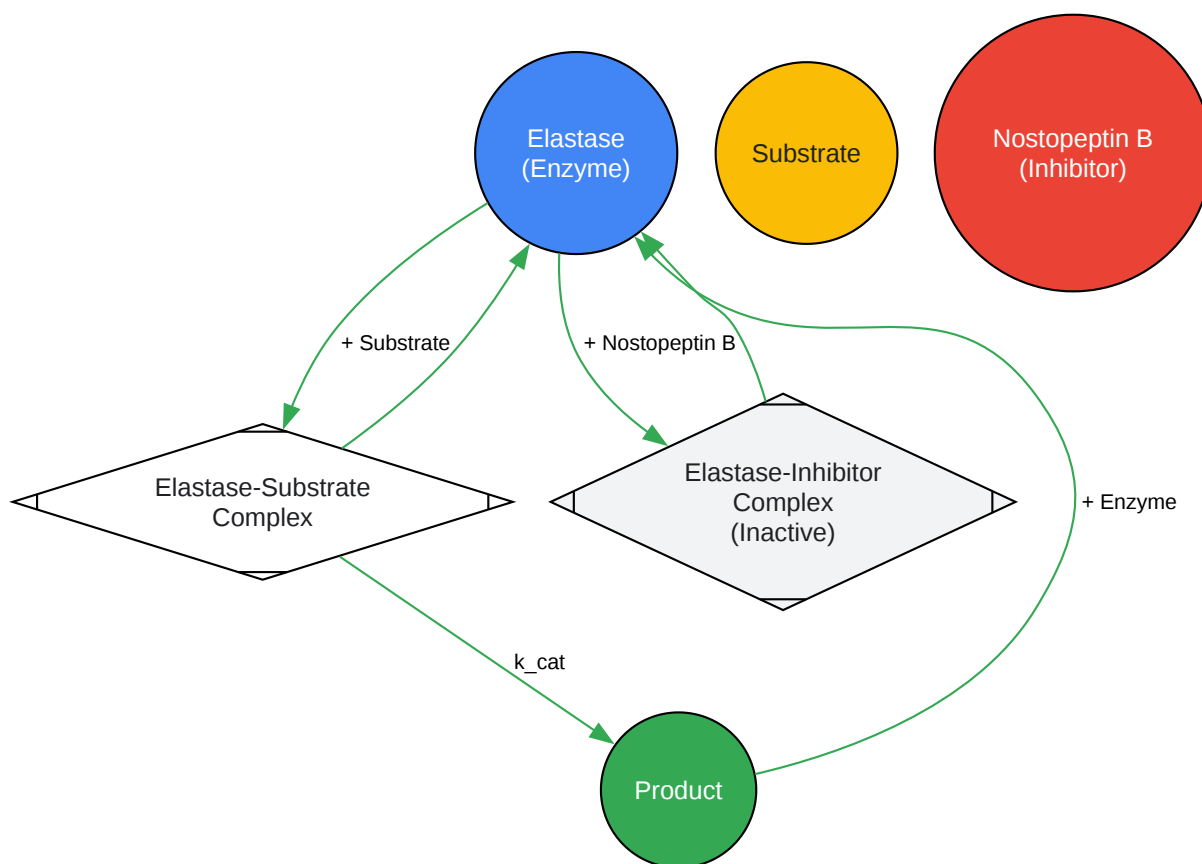 Elastase
(Enzyme)
Substrate
Nostopeptin B
(Inhibitor)
+ Substrate
+ Nostopeptin B
Elastase-Substrate
Complex
Elastase-Inhibitor
Complex
(Inactive)
+ Enzyme
k_cat
Product